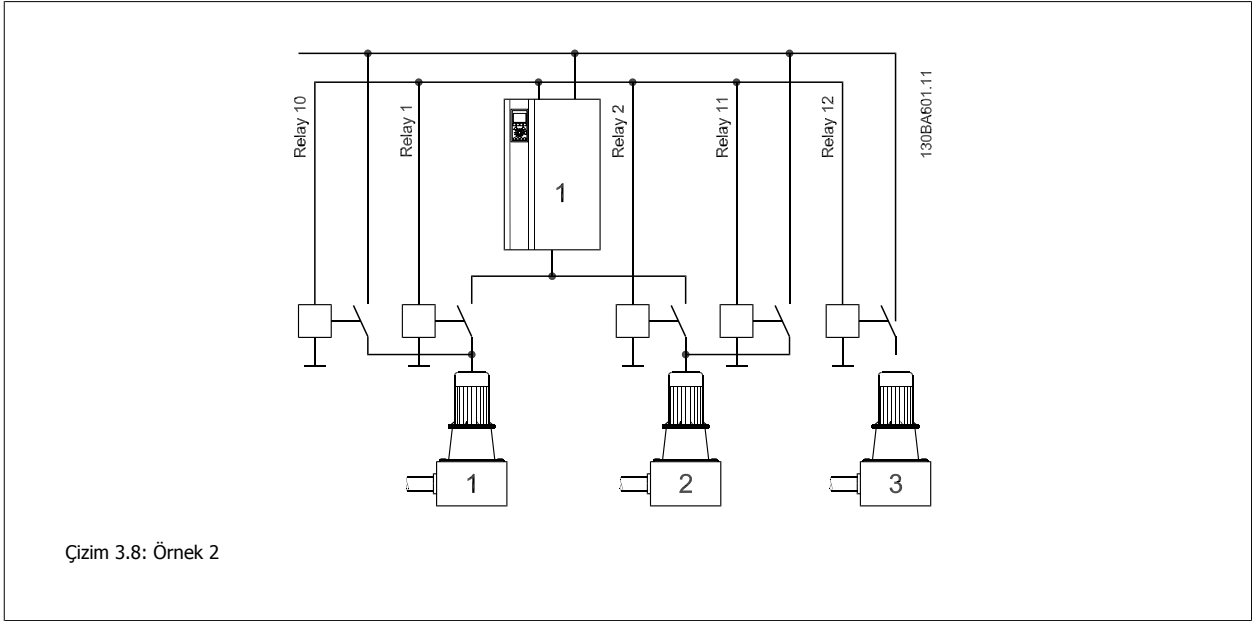 Relay 10
Relay 1
Relay 2
Relay 11
Relay 12
130BA601.11
1
1
2
3
Çizim 3.8: Örnek 2